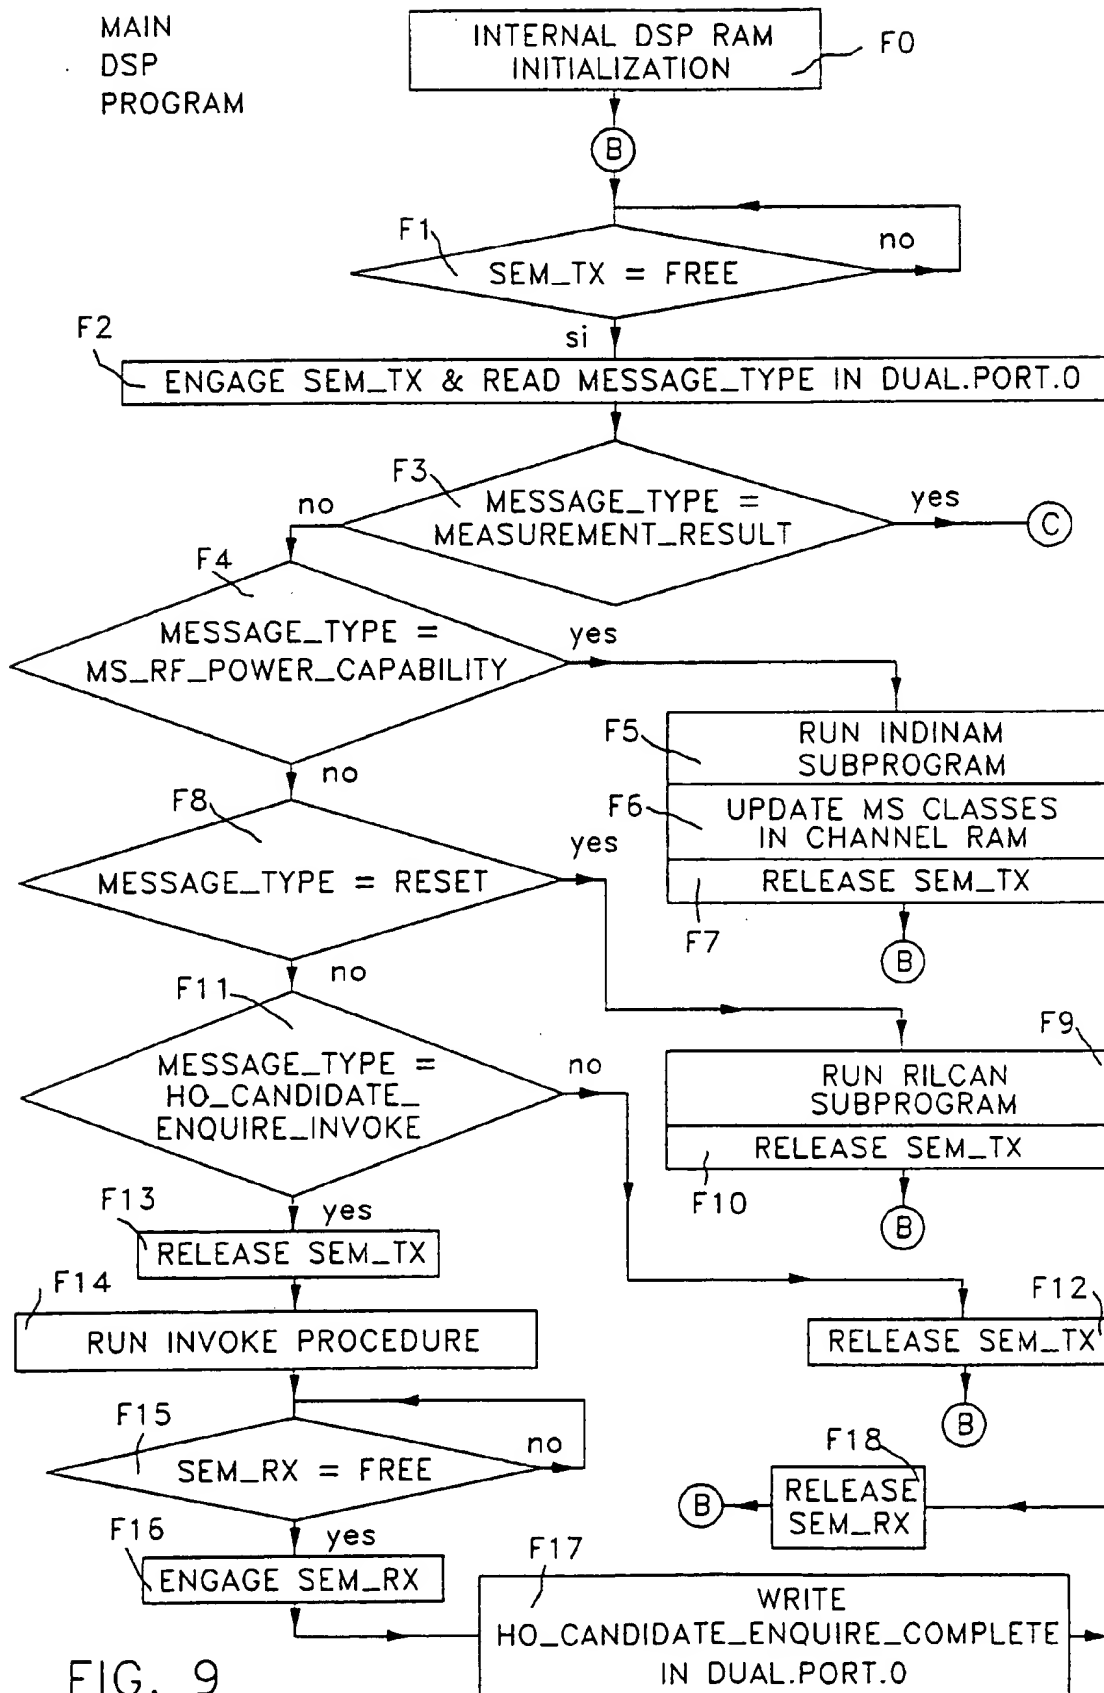 MAIN
DSP
PROGRAM
INTERNAL DSP RAM
INITIALIZATION
F0
B
F1
SEM_TX = FREE
no
si
F2
ENGAGE SEM_TX & READ MESSAGE_TYPE IN DUAL.PORT.0
F3
MESSAGE_TYPE =
MEASUREMENT_RESULT
no
yes
C
F4
MESSAGE_TYPE =
MS_RF_POWER_CAPABILITY
yes
no
F5
RUN INDINAM
SUBPROGRAM
F6
UPDATE MS CLASSES
IN CHANNEL RAM
RELEASE SEM_TX
F7
B
F8
MESSAGE_TYPE = RESET
yes
no
F9
RUN RILCAN
SUBPROGRAM
RELEASE SEM_TX
F10
B
F11
MESSAGE_TYPE =
HO_CANDIDATE_
ENQUIRE_INVOKE
no
yes
F12
RELEASE SEM_TX
B
F13
RELEASE SEM_TX
F14
RUN INVOKE PROCEDURE
F15
SEM_RX = FREE
no
yes
F16
ENGAGE SEM_RX
F17
WRITE
HO_CANDIDATE_ENQUIRE_COMPLETE
IN DUAL.PORT.0
F18
RELEASE
SEM_RX
B
FIG. 9